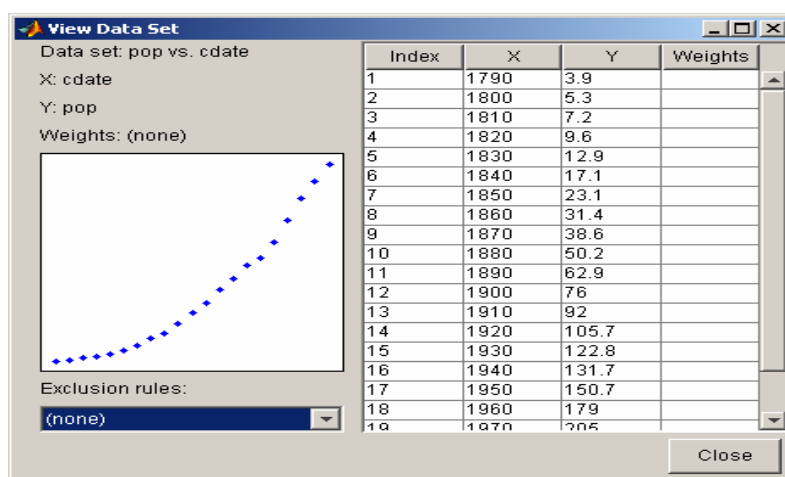 View Data Set
Data set: pop vs. cdate
X: cdate
Y: pop
Weights: (none)
Exclusion rules:
(none)
Index X Y Weights
1 1790 3.9
2 1800 5.3
3 1810 7.2
4 1820 9.6
5 1830 12.9
6 1840 17.1
7 1850 23.1
8 1860 31.4
9 1870 38.6
10 1880 50.2
11 1890 62.9
12 1900 76
13 1910 92
14 1920 105.7
15 1930 122.8
16 1940 131.7
17 1950 150.7
18 1960 179
19 1970 205
Close